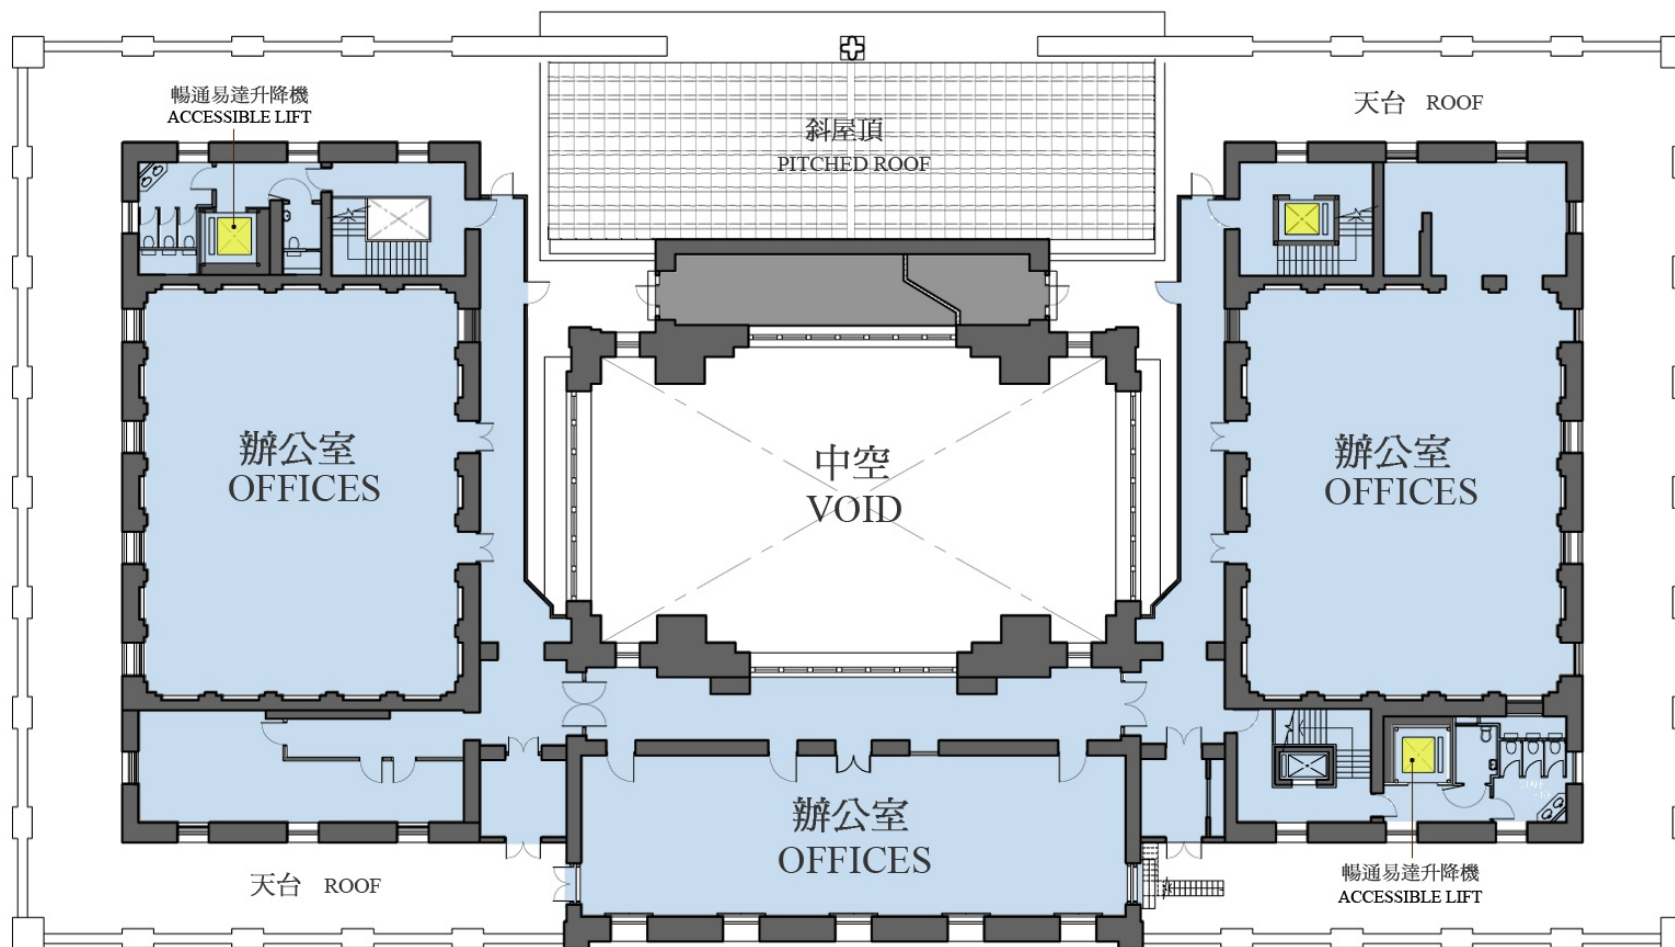 暢通易達升降機
ACCESSIBLE LIFT
天台 ROOF
斜屋頂
PITCHED ROOF
辦公室
OFFICES
中空
VOID
辦公室
OFFICES
辦公室
OFFICES
天台 ROOF
暢通易達升降機
ACCESSIBLE LIFT